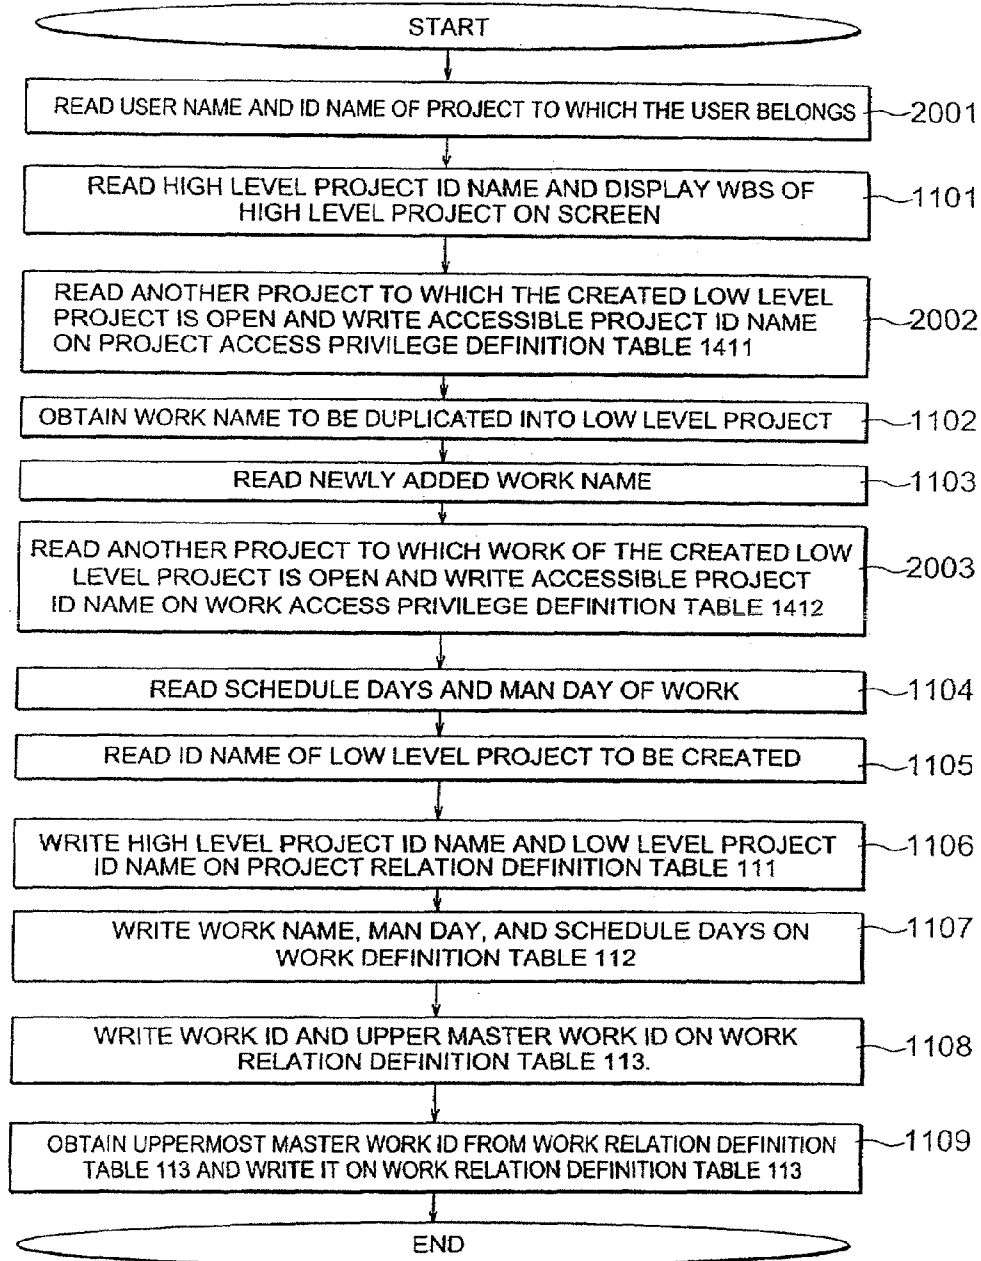 START
READ USER NAME AND ID NAME OF PROJECT TO WHICH THE USER BELONGS
2001
READ HIGH LEVEL PROJECT ID NAME AND DISPLAY WBS OF
HIGH LEVEL PROJECT ON SCREEN
1101
READ ANOTHER PROJECT TO WHICH THE CREATED LOW LEVEL
PROJECT IS OPEN AND WRITE ACCESSIBLE PROJECT ID NAME
ON PROJECT ACCESS PRIVILEGE DEFINITION TABLE 1411
2002
OBTAIN WORK NAME TO BE DUPLICATED INTO LOW LEVEL PROJECT
1102
READ NEWLY ADDED WORK NAME
1103
READ ANOTHER PROJECT TO WHICH WORK OF THE CREATED LOW
LEVEL PROJECT IS OPEN AND WRITE ACCESSIBLE PROJECT
ID NAME ON WORK ACCESS PRIVILEGE DEFINITION TABLE 1412
2003
READ SCHEDULE DAYS AND MAN DAY OF WORK
1104
READ ID NAME OF LOW LEVEL PROJECT TO BE CREATED
1105
WRITE HIGH LEVEL PROJECT ID NAME AND LOW LEVEL PROJECT
ID NAME ON PROJECT RELATION DEFINITION TABLE 111
1106
WRITE WORK NAME, MAN DAY, AND SCHEDULE DAYS ON
WORK DEFINITION TABLE 112
1107
WRITE WORK ID AND UPPER MASTER WORK ID ON WORK
RELATION DEFINITION TABLE 113.
1108
OBTAIN UPPERMOST MASTER WORK ID FROM WORK RELATION DEFINITION
TABLE 113 AND WRITE IT ON WORK RELATION DEFINITION TABLE 113
1109
END